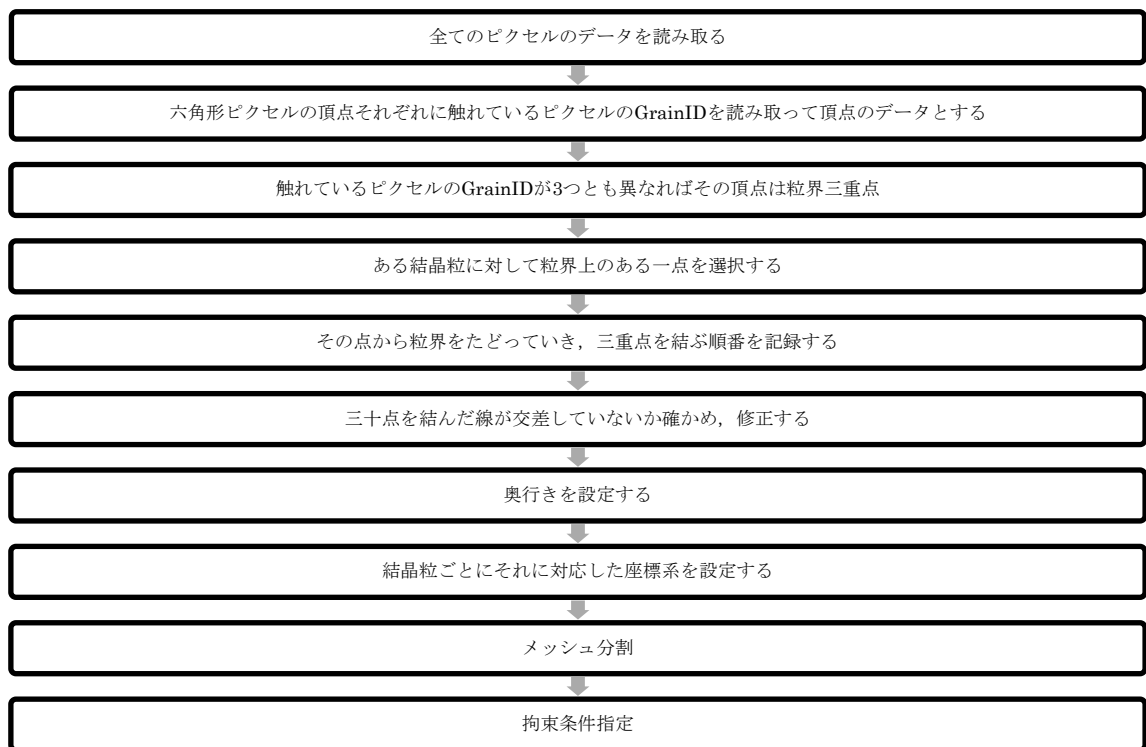 全てのピクセルのデータを読み取る
六角形ピクセルの頂点それぞれに触れているピクセルのGrainIDを読み取って頂点のデータとする
触れているピクセルのGrainIDが3つとも異なればその頂点は粒界三重点
ある結晶粒に対して粒界上のある一点を選択する
その点から粒界をたどっていき，三重点を結ぶ順番を記録する
三十点を結んだ線が交差していないか確かめ，修正する
奥行きを設定する
結晶粒ごとにそれに対応した座標系を設定する
メッシュ分割
拘束条件指定